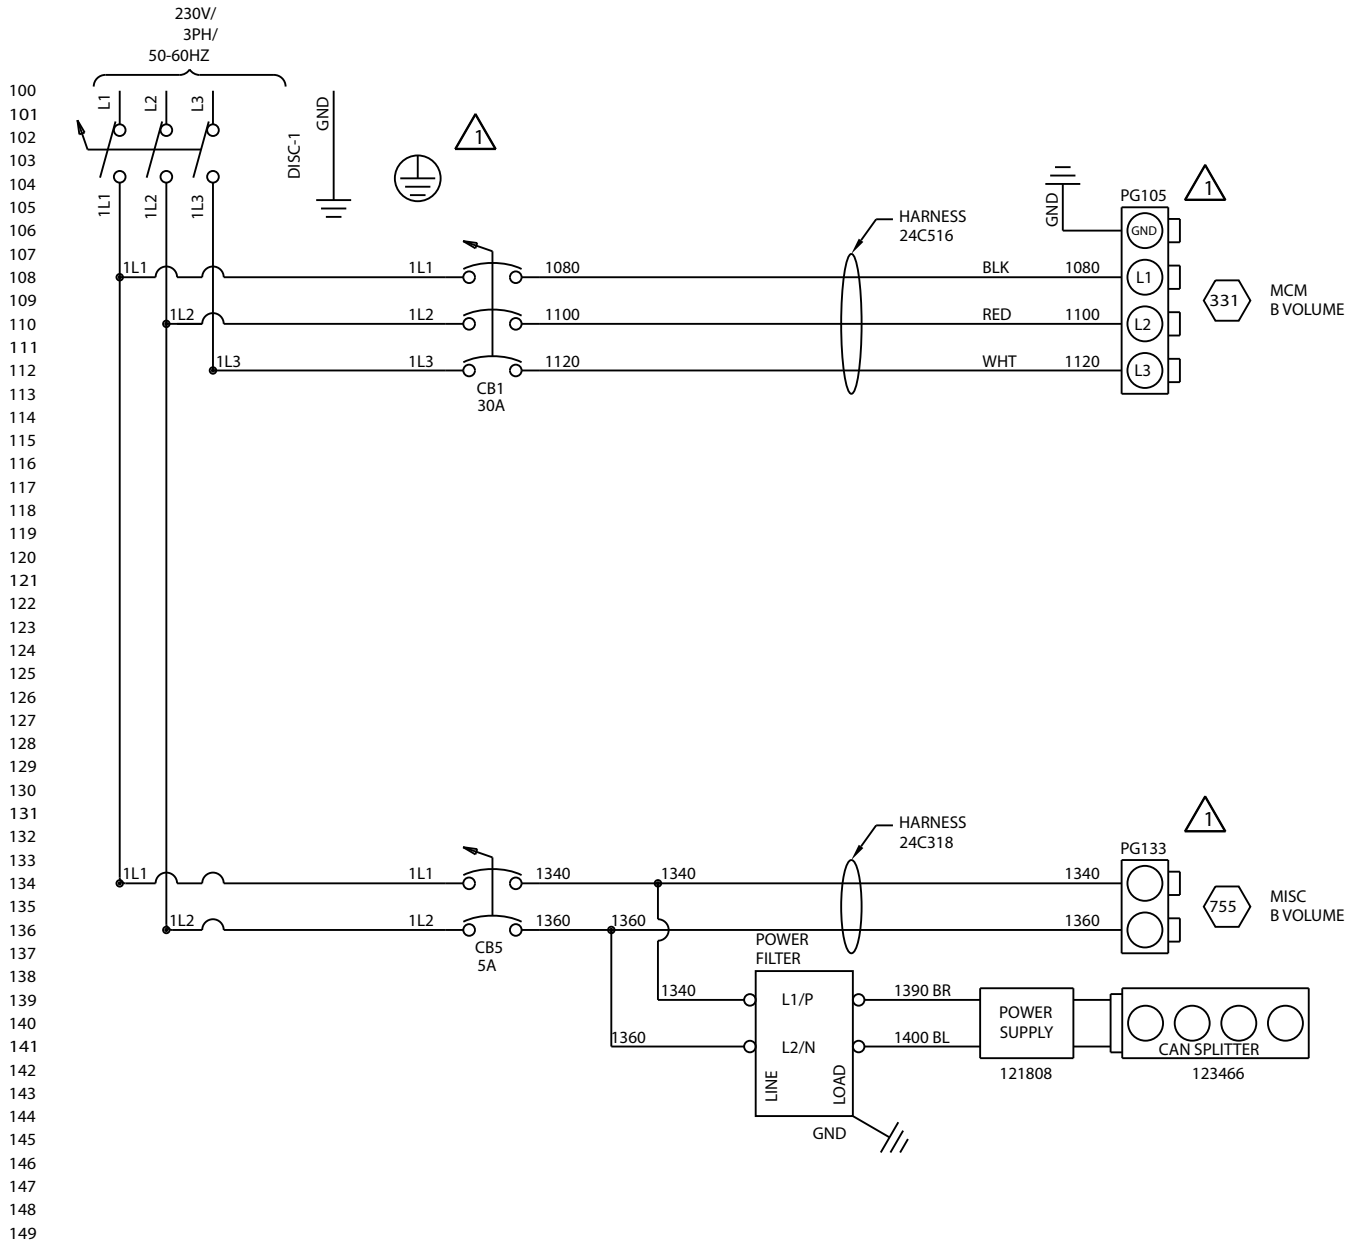 230V/
3PH/
50-60HZ
100
L1 L2 L3 GND
101
102
DISC-1
1
103
104
105
1L1 1L2 1L3
GND
PG105
1
106
HARNESS
24C516
GND
107
108
1L1 1L1 1080 BLK 1080 L1
109
331
MCM
B VOLUME
110
1L2 1L2 1100 RED 1100 L2
111
112
1L3 1L3 1120 WHT 1120 L3
113
CB1
30A
114
115
116
117
118
119
120
121
122
123
124
125
126
127
128
129
130
131
1
132
HARNESS
24C318
133
PG133
134
1L1 1L1 1340 1340 1340
135
755
MISC
B VOLUME
136
1L2 1L2 1360 1360 1360
137
CB5
5A
POWER
FILTER
138
139
1340 L1/P 1390 BR
140
POWER
SUPPLY
141
1360 L2/N 1400 BL
CAN SPLITTER
142
121808 123466
143
LINE LOAD
144
145
GND
146
147
148
149